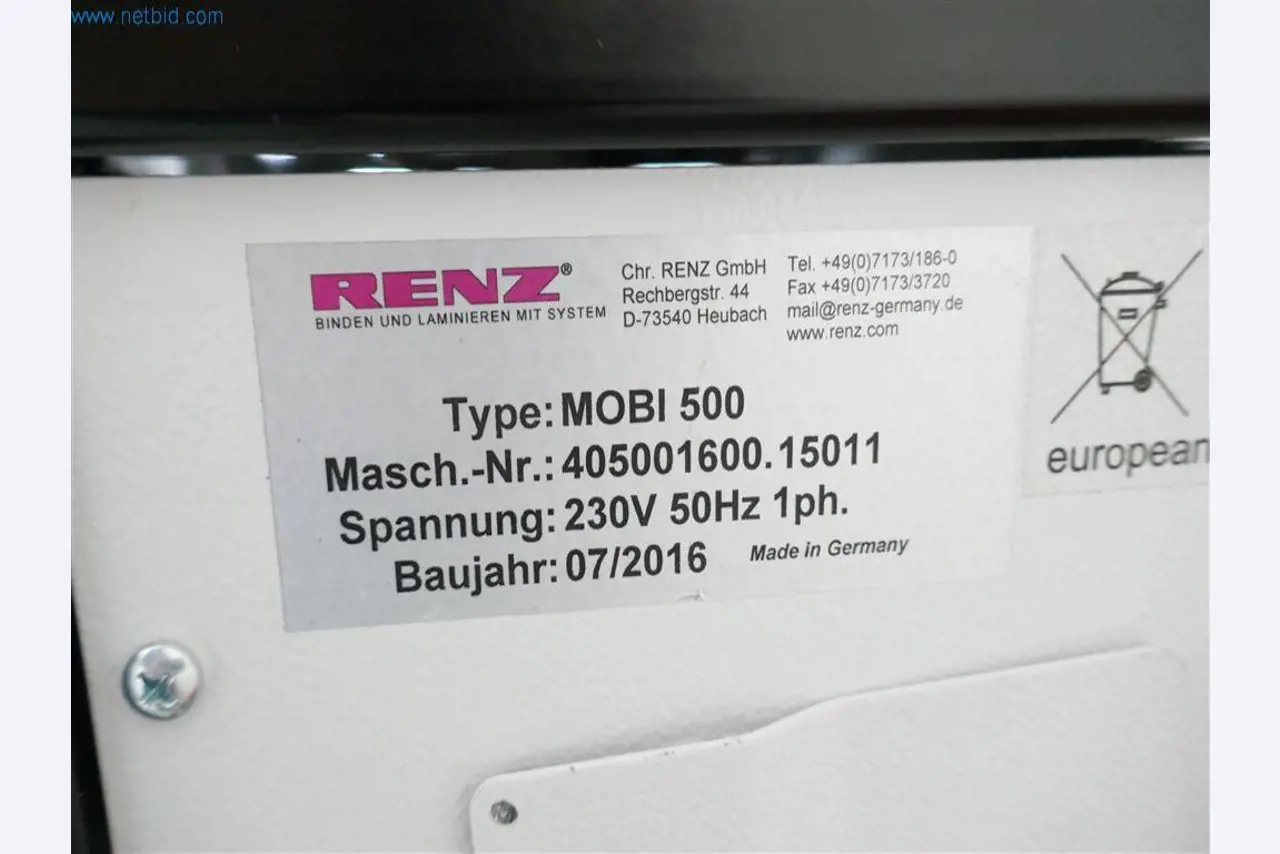 www.netbid.com
RENZ®
BINDEN UND LAMINIEREN MIT SYSTEM
Chr. RENZ GmbH
Rechbergstr. 44
D-73540 Heubach
Tel. +49(0)7173/186-0
Fax +49(0)7173/3720
mail@renz-germany.de
www.renz.com
Type: MOBI 500
Masch.-Nr.: 405001600.15011
Spannung: 230V 50Hz 1ph.
Baujahr: 07/2016
Made in Germany
european